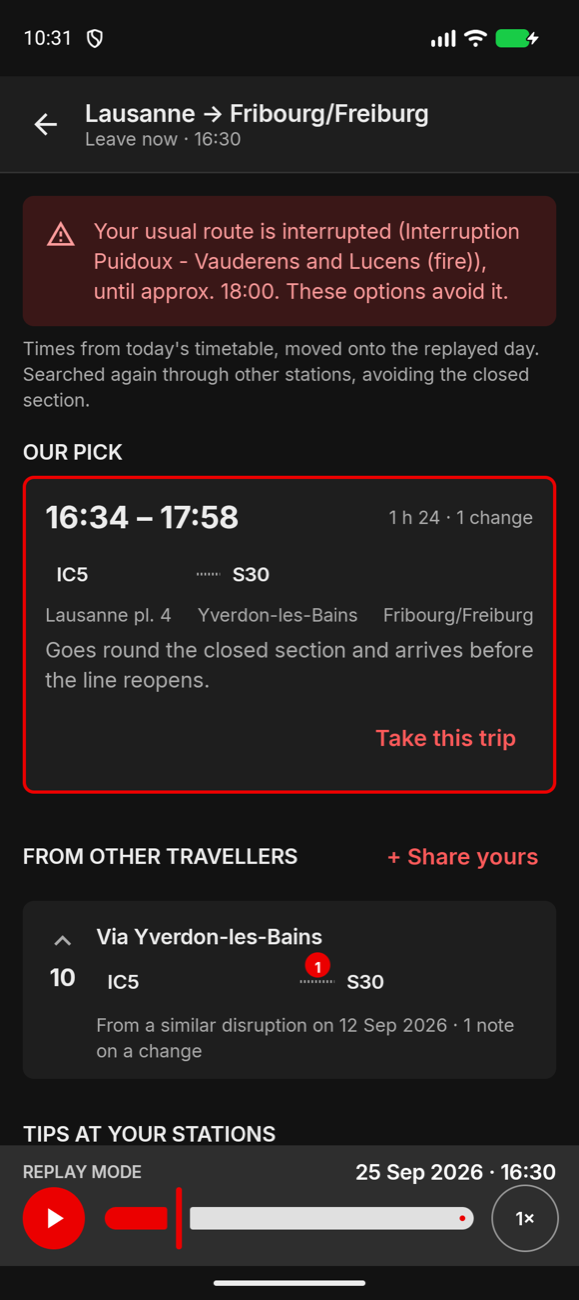 10:31
Lausanne → Fribourg/Freiburg
Leave now · 16:30
Your usual route is interrupted (Interruption
Puidoux - Vauderens and Lucens (fire)),
until approx. 18:00. These options avoid it.
Times from today's timetable, moved onto the replayed day.
Searched again through other stations, avoiding the closed
section.
OUR PICK
16:34 – 17:58
1 h 24 · 1 change
IC5 S30
Lausanne pl. 4 Yverdon-les-Bains Fribourg/Freiburg
Goes round the closed section and arrives before
the line reopens.
Take this trip
FROM OTHER TRAVELLERS
+ Share yours
Via Yverdon-les-Bains
10
IC5 1 S30
From a similar disruption on 12 Sep 2026 · 1 note
on a change
TIPS AT YOUR STATIONS
REPLAY MODE
25 Sep 2026 · 16:30
1×